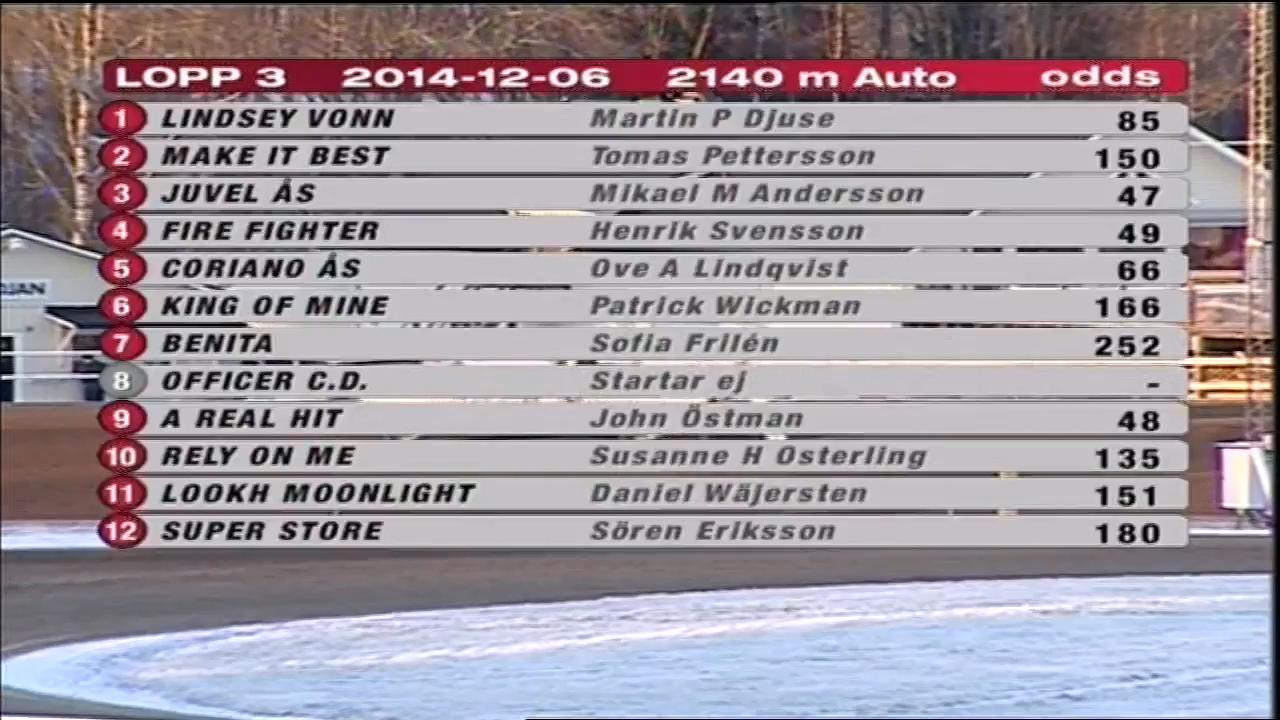 LOPP 3 2014-12-06 2140 m Auto odds
1 LINDSEY VONN Martin P Djuse 85
2 MAKE IT BEST Tomas Pettersson 150
3 JUVEL ÅS Mikael M Andersson 47
4 FIRE FIGHTER Henrik Svensson 49
5 CORIANO ÅS Ove A Lindqvist 66
6 KING OF MINE Patrick Wickman 166
7 BENITA Sofia Frilén 252
8 OFFICER C.D. Startar ej -
9 A REAL HIT John Östman 48
10 RELY ON ME Susanne H Osterling 135
11 LOOKH MOONLIGHT Daniel Wäjersten 151
12 SUPER STORE Sören Eriksson 180